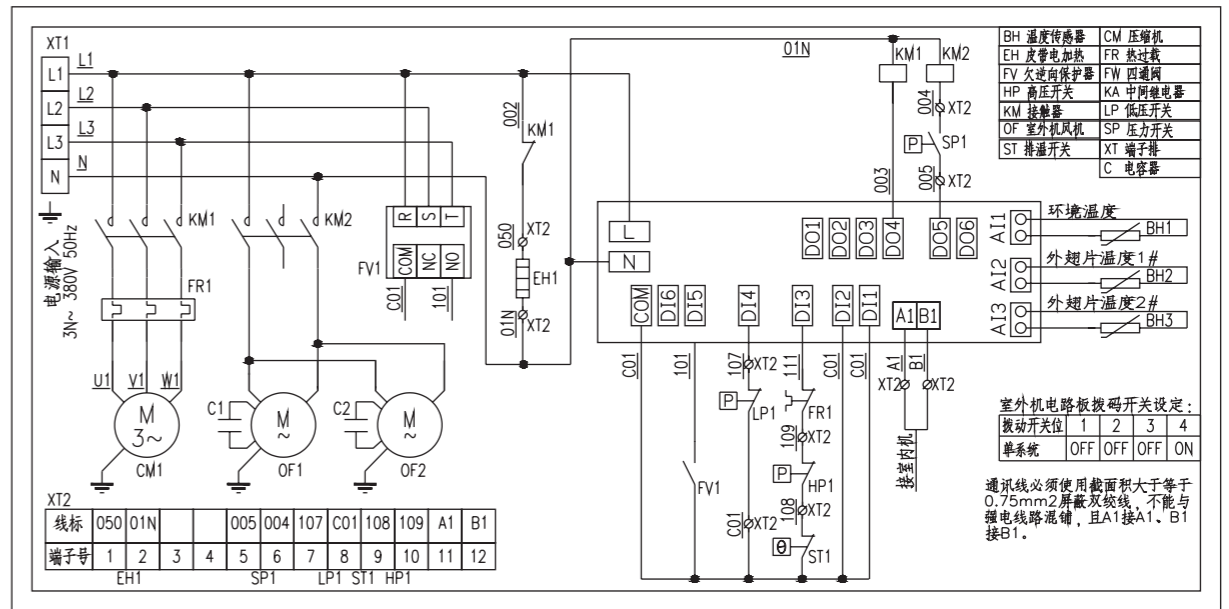 XT1
L1
L1
L2
L2
L3
L3
N
N
电源输入
3N~ 380V 50Hz
KM1
FR1
U1 V1 W1
M
3~
CM1
KM2
C1
M
~
OF1
C2
M
~
OF2
R S T
FV1
COM NC NO
C01 101
002
KM1
050
XT2
EH1
01N
XT2
01N
KM1 KM2
004
XT2
P SP1
003
005
XT2
L
N
DO1 DO2 DO3 DO4 DO5 DO6
COM DI6 DI5 DI4 DI3 DI2 DI1
A1 B1
AI1
环境温度
BH1
AI2
外翅片温度1#
BH2
AI3
外翅片温度2#
BH3
C01 101 107 XT2 111 C01 C01 A1 B1
XT2 XT2
P LP1
FR1
109
XT2
FV1
P HP1
108
XT2
C01
XT2
θ ST1
接室内机
BH 温度传感器 CM 压缩机
EH 皮带电加热 FR 热过载
FV 欠逆向保护器 FW 四通阀
HP 高压开关 KA 中间继电器
KM 接触器 LP 低压开关
OF 室外机风机 SP 压力开关
ST 排温开关 XT 端子排
C 电容器
室外机电路板拨码开关设定:
拨动开关位 1 2 3 4
单系统 OFF OFF OFF ON
通讯线必须使用截面积大于等于
0.75mm2屏蔽双绞线，不能与
强电线路混铺，且A1接A1、B1
接B1。
XT2
线标 050 01N 005 004 107 C01 108 109 A1 B1
端子号 1 2 3 4 5 6 7 8 9 10 11 12
EH1 SP1 LP1 ST1 HP1